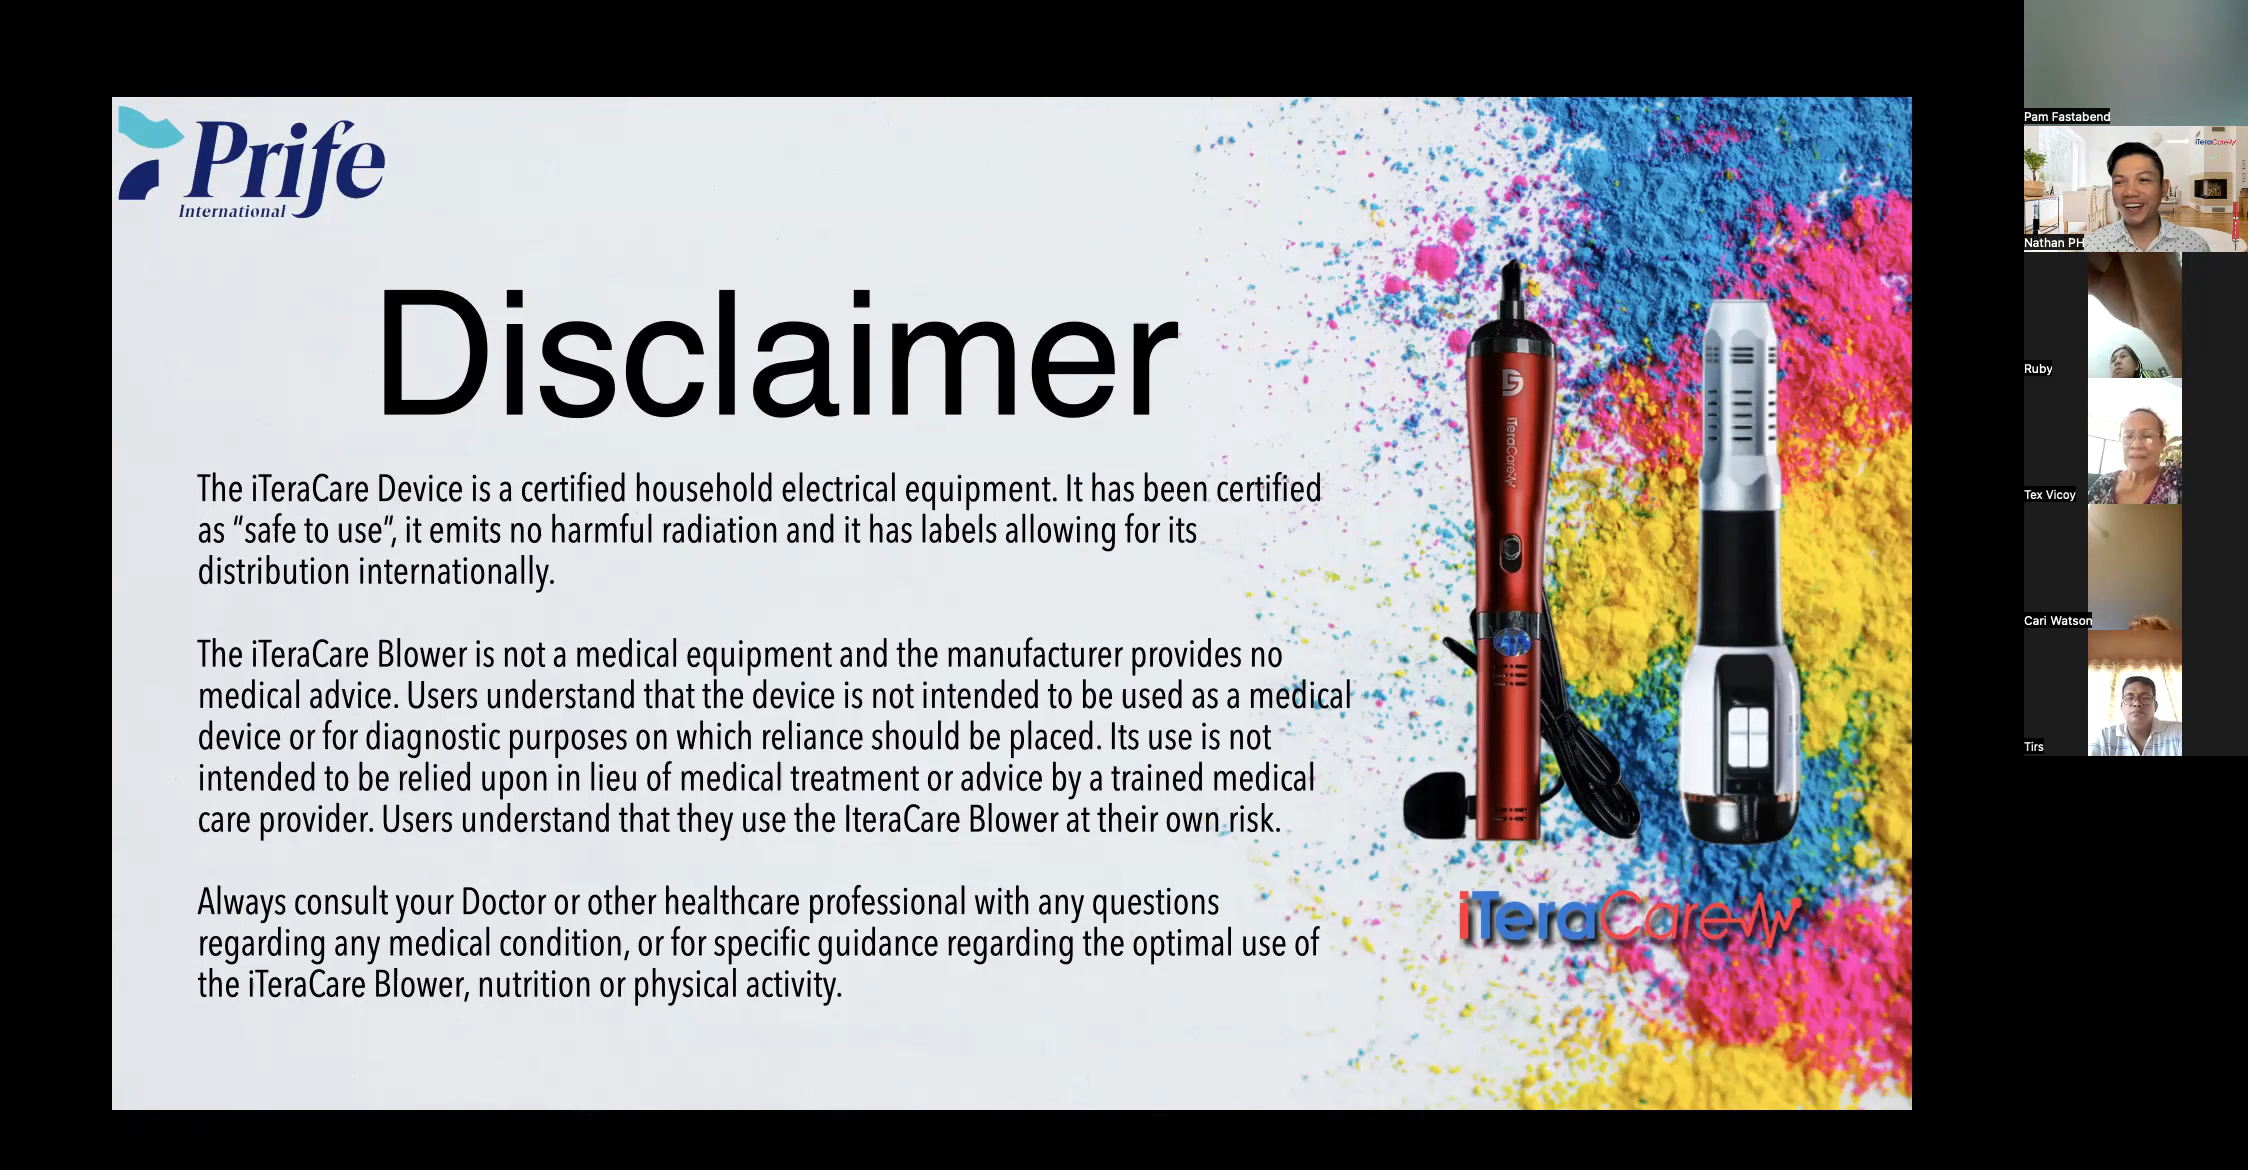 Prife
International
Disclaimer
The iTeraCare Device is a certified household electrical equipment. It has been certified
as “safe to use”, it emits no harmful radiation and it has labels allowing for its
distribution internationally.
The iTeraCare Blower is not a medical equipment and the manufacturer provides no
medical advice. Users understand that the device is not intended to be used as a medical
device or for diagnostic purposes on which reliance should be placed. Its use is not
intended to be relied upon in lieu of medical treatment or advice by a trained medical
care provider. Users understand that they use the IteraCare Blower at their own risk.
Always consult your Doctor or other healthcare professional with any questions
regarding any medical condition, or for specific guidance regarding the optimal use of
the iTeraCare Blower, nutrition or physical activity.
iTeraCare
iTeraCare
Pam Fastabend
iTeraCare
Nathan PH
Ruby
Tex Vicoy
Cari Watson
Tirs